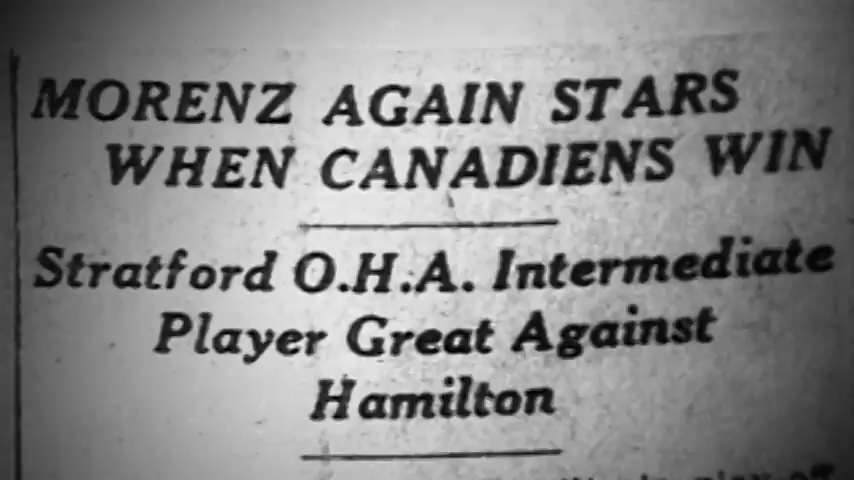 MORENZ AGAIN STARS
WHEN CANADIENS WIN
Stratford O.H.A. Intermediate
Player Great Against
Hamilton